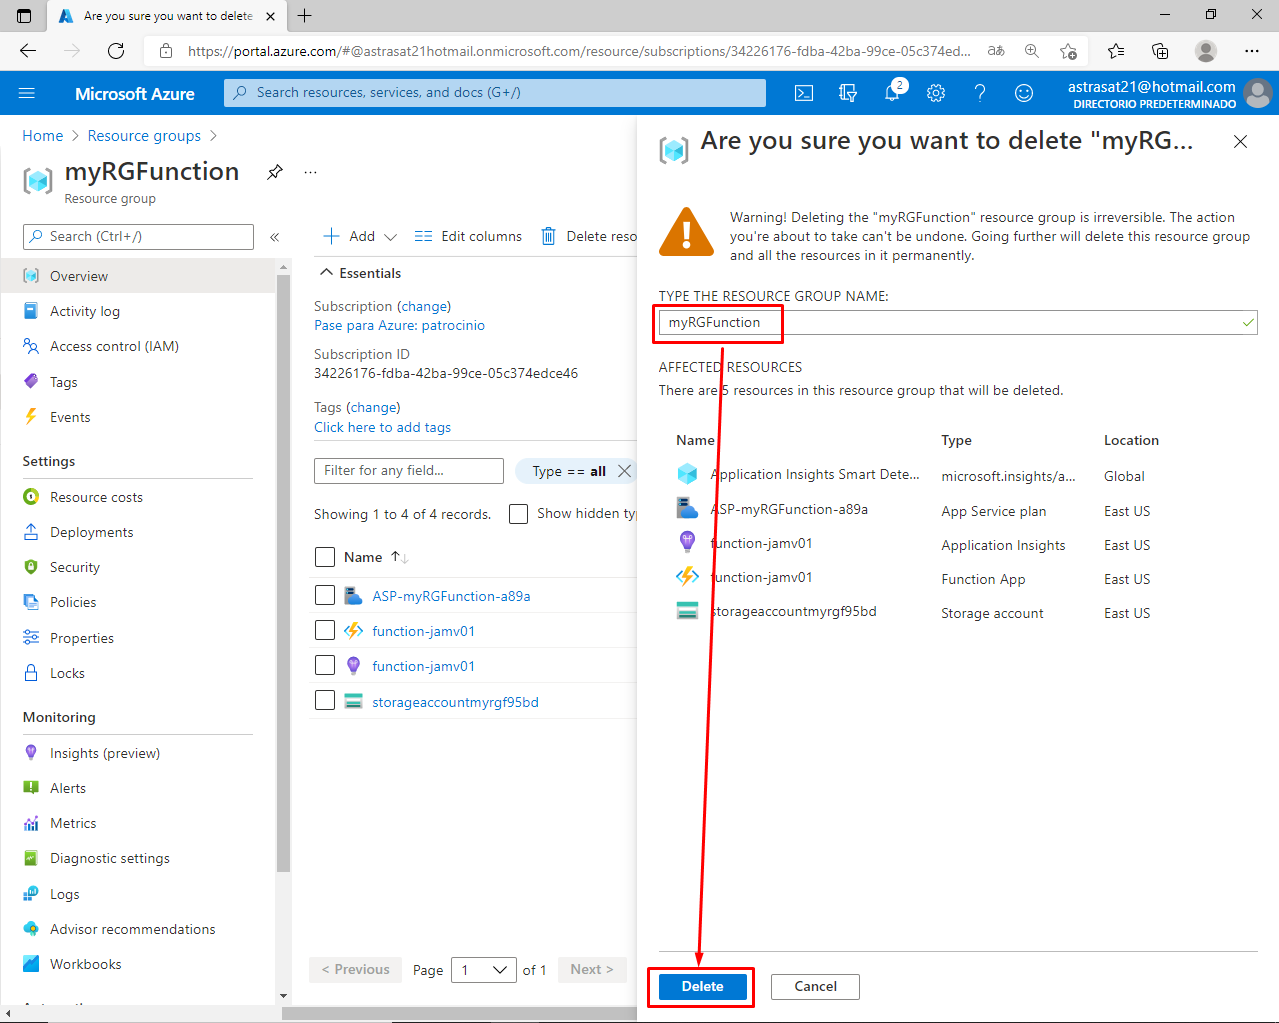 Are you sure you want to delete
https://portal.azure.com/#@astrasat21hotmail.onmicrosoft.com/resource/subscriptions/34226176-fdba-42ba-99ce-05c374ed...
aあ
Microsoft Azure
Search resources, services, and docs (G+/)
2
astrasat21@hotmail.com
DIRECTORIO PREDETERMINADO
Home > Resource groups >
myRGFunction
...
Resource group
Search (Ctrl+/)
«
Overview
Activity log
Access control (IAM)
Tags
Events
Settings
Resource costs
Deployments
Security
Policies
Properties
Locks
Monitoring
Insights (preview)
Alerts
Metrics
Diagnostic settings
Logs
Advisor recommendations
Workbooks
Add
Edit columns
Delete reso
Essentials
Subscription (change)
Pase para Azure: patrocinio
Subscription ID
34226176-fdba-42ba-99ce-05c374edce46
Tags (change)
Click here to add tags
Filter for any field...
Type == all
Showing 1 to 4 of 4 records.
Show hidden typ
Name ↑↓
ASP-myRGFunction-a89a
function-jamv01
function-jamv01
storageaccountmyrgf95bd
< Previous
Page 1 of 1
Next >
Are you sure you want to delete "myRG...
Warning! Deleting the "myRGFunction" resource group is irreversible. The action
you're about to take can't be undone. Going further will delete this resource group
and all the resources in it permanently.
TYPE THE RESOURCE GROUP NAME:
myRGFunction
AFFECTED RESOURCES
There are 5 resources in this resource group that will be deleted.
Name Type Location
Application Insights Smart Dete... microsoft.insights/a... Global
ASP-myRGFunction-a89a App Service plan East US
function-jamv01 Application Insights East US
function-jamv01 Function App East US
storageaccountmyrgf95bd Storage account East US
Delete
Cancel